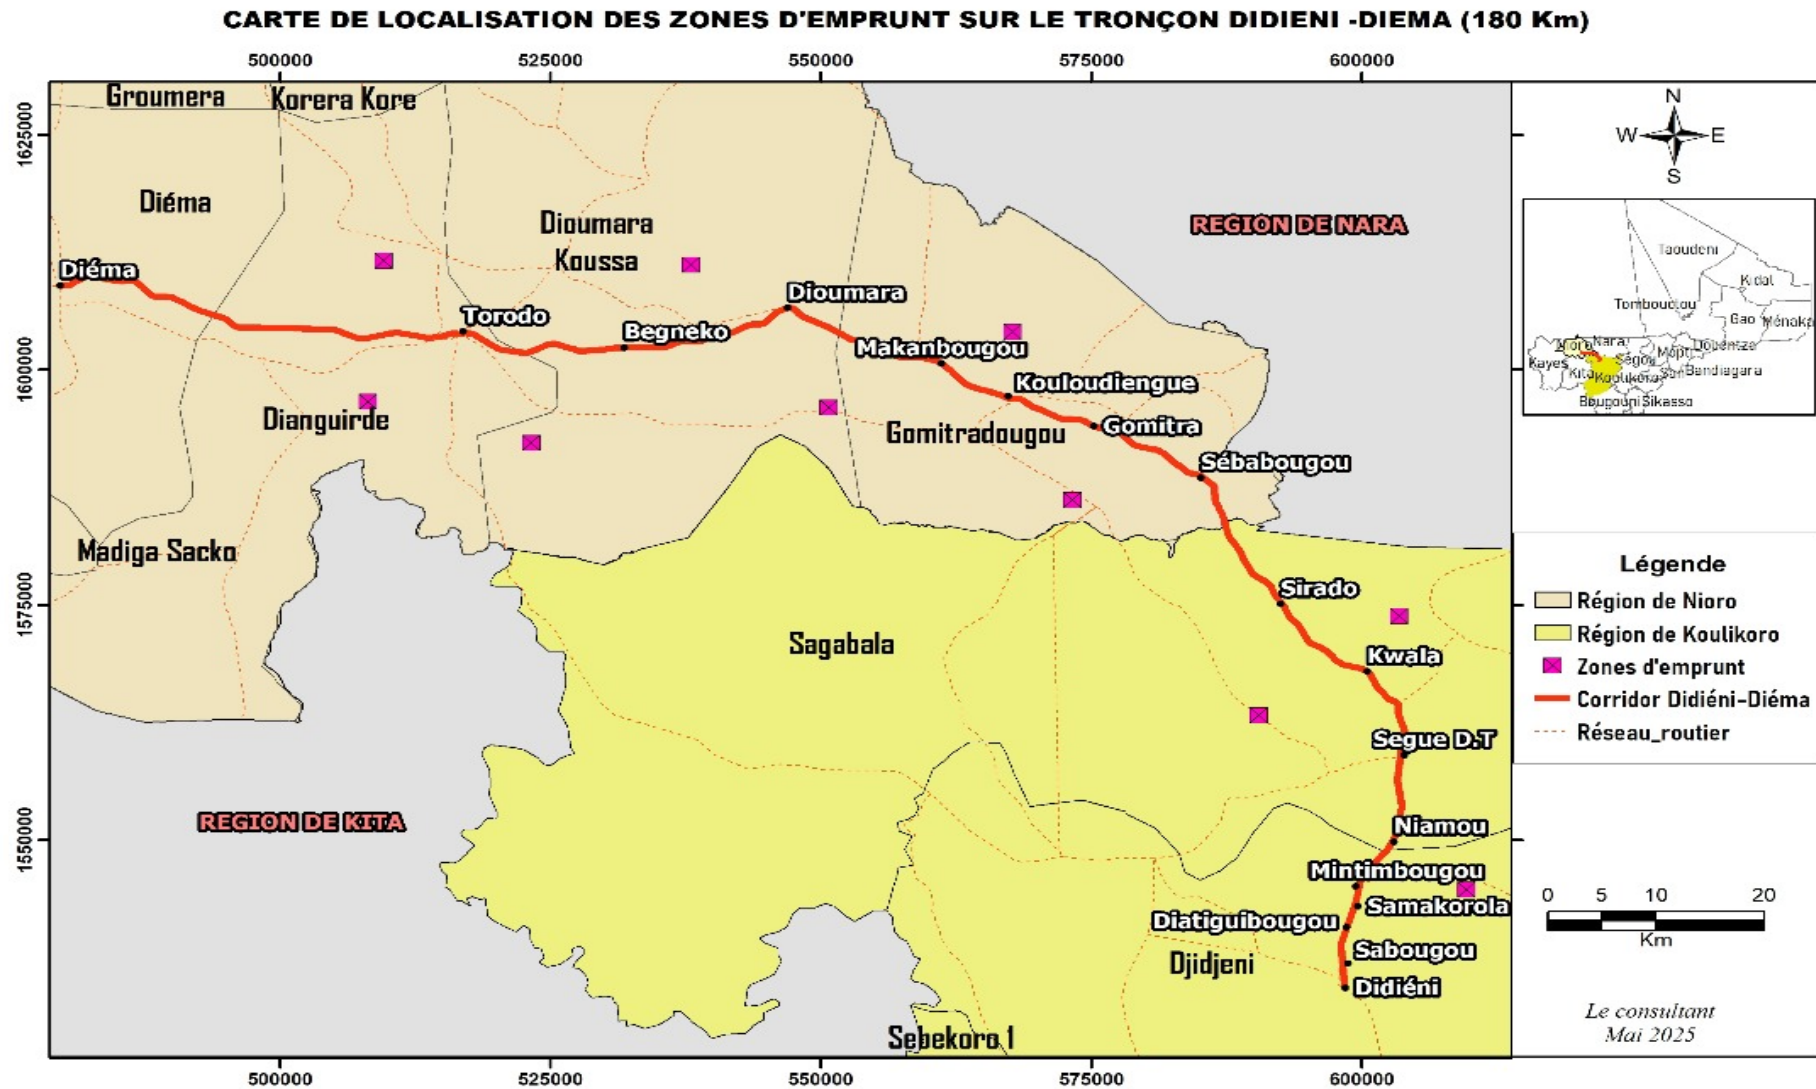 CARTE DE LOCALISATION DES ZONES D'EMPRUNT SUR LE TRONÇON DIDIENI -DIEMA (180 Km)
500000 525000 550000 575000 600000
1625000
1600000
1575000
1550000
Groumera
Korera Kore
Diéma
Dioumara
Koussa
REGION DE NARA
Diéma
Torodo
Begneko
Dioumara
Makanbougou
Kouloudiengue
Gomitra
Dianguirde
Gomitradougou
Sébabougou
Madiga Sacko
Sirado
Sagabala
Kwala
Segue D.T
REGION DE KITA
Niamou
Mintimbougou
Samakorola
Diatiguibougou
Sabougou
Djidjeni
Didiéni
Sebekoro 1
500000 525000 550000 575000 600000
N
W E
S
Taoudeni
Kidal
Tombouctou
Gao
Ménaka
Nioro
Nara
Ségou
Mopti
Douentza
Kayes
Kita
Koulikoro
San
Bandiagara
Bougouni
Sikasso
Légende
Région de Nioro
Région de Koulikoro
Zones d'emprunt
Corridor Didiéni-Diéma
Réseau_routier
0 5 10 20
Km
Le consultant
Mai 2025